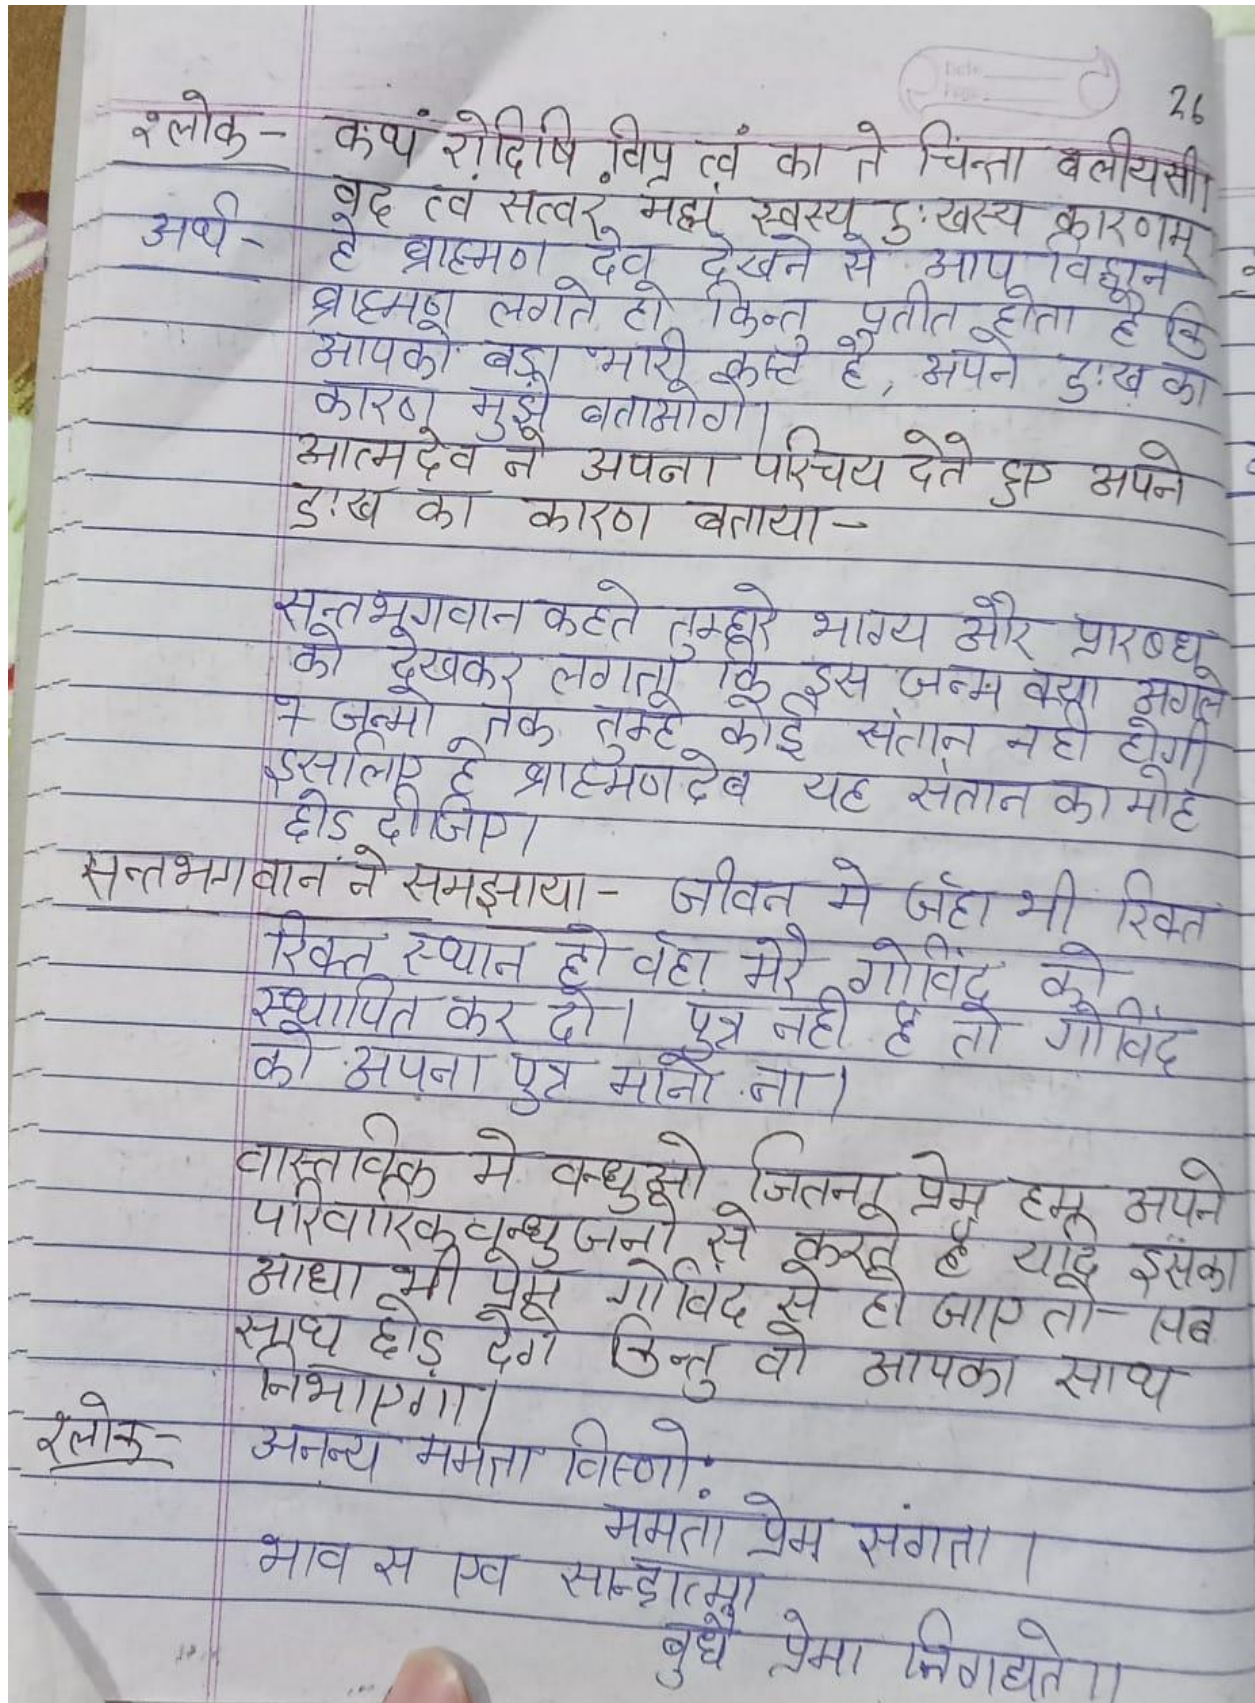 26
श्लोक - कथं रोदिषि विप्र त्वं का ते चिन्ता बलीयसी।
वद त्वं सत्वरं मह्यं स्वस्य दुःखस्य कारणम्
अर्थ - हे ब्राह्मण देव देखने से आप विद्वान
ब्राह्मण लगते हो किन्तु प्रतीत होता है कि
आपको बड़ा भारी कष्ट है, अपने दुःख का
कारण मुझे बताओगे।
आत्मदेव ने अपना परिचय देते हुए अपने
दुःख का कारण बताया -
सन्तभगवान कहते तुम्हारे भाग्य और प्रारब्ध
को देखकर लगता कि इस जन्म क्या अगले
7 जन्मो तक तुम्हे कोई संतान नही होगी
इसलिए हे ब्राह्मणदेव यह संतान का मोह
छोड़ दीजिए।
सन्तभगवान ने समझाया - जीवन मे जँहा भी रिक्त
रिक्त स्थान हो वँहा मेरे गोविंद को
स्थापित कर दो। पुत्र नही है तो गोविंद
को अपना पुत्र मानो ना।
वास्तविक मे बन्धुओ जितना प्रेम हम अपने
परिवारिक बन्धुजनो से करते है यदि इसका
आधा भी प्रेम गोविंद से हो जाए तो सब
साथ छोड़ देगे किन्तु वो आपका साथ
निभाएगा।
श्लोक - अनन्य ममता विष्णोः
ममता प्रेम संगता।
भाव स एव सान्द्रात्मा
बुधै प्रेमा निगद्यते॥